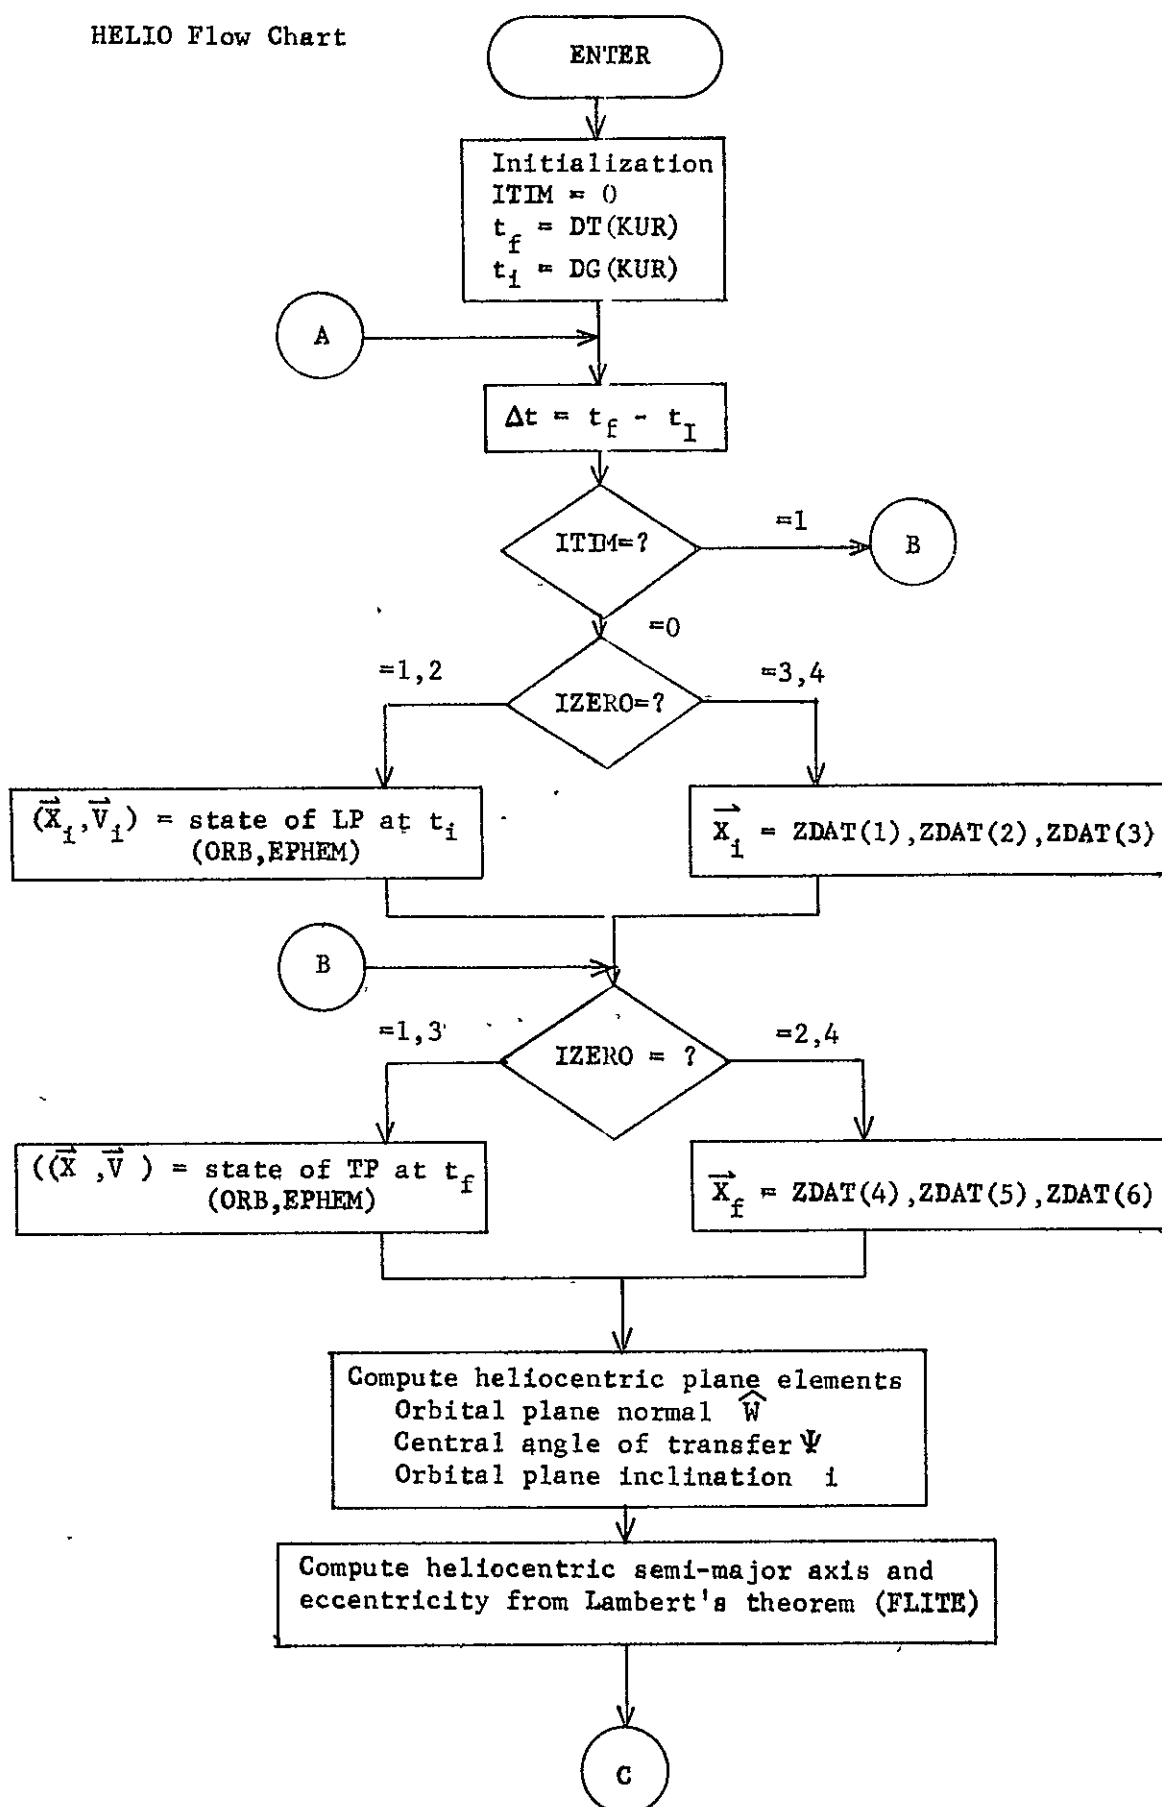 HELIO Flow Chart
ENTER
Initialization
ITIM = 0
t_f = DT(KUR)
t_i = DG(KUR)
A
Δt = t_f - t_I
ITIM=?
=1
B
=0
IZERO=?
=1,2
=3,4
(X⃗_i,V⃗_i) = state of LP at t_i
(ORB,EPHEM)
X⃗_i = ZDAT(1),ZDAT(2),ZDAT(3)
B
IZERO = ?
=1,3
=2,4
((X⃗ ,V⃗ ) = state of TP at t_f
(ORB,EPHEM)
X⃗_f = ZDAT(4),ZDAT(5),ZDAT(6)
Compute heliocentric plane elements
Orbital plane normal Ŵ
Central angle of transfer Ψ
Orbital plane inclination i
Compute heliocentric semi-major axis and
eccentricity from Lambert's theorem (FLITE)
C